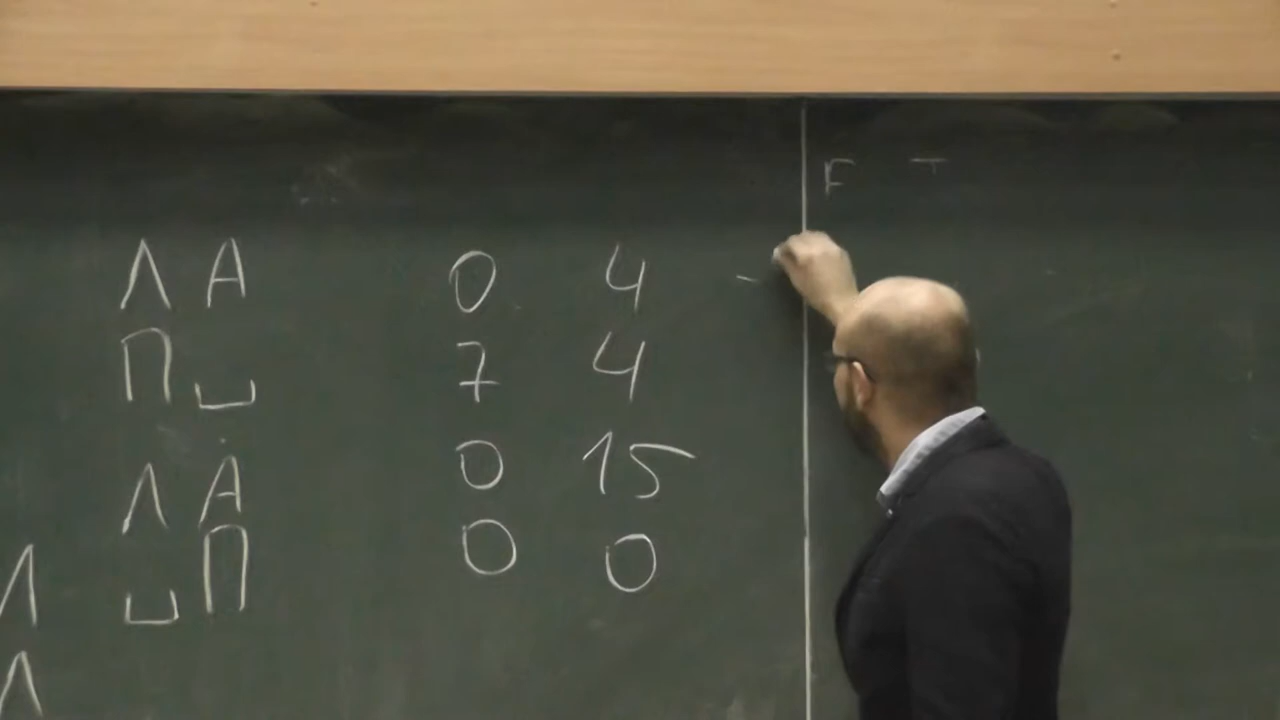 F T
Л А 0 4 -
П ␣ 7 4
Л А 0 15
Л ␣ П 0 0
Л